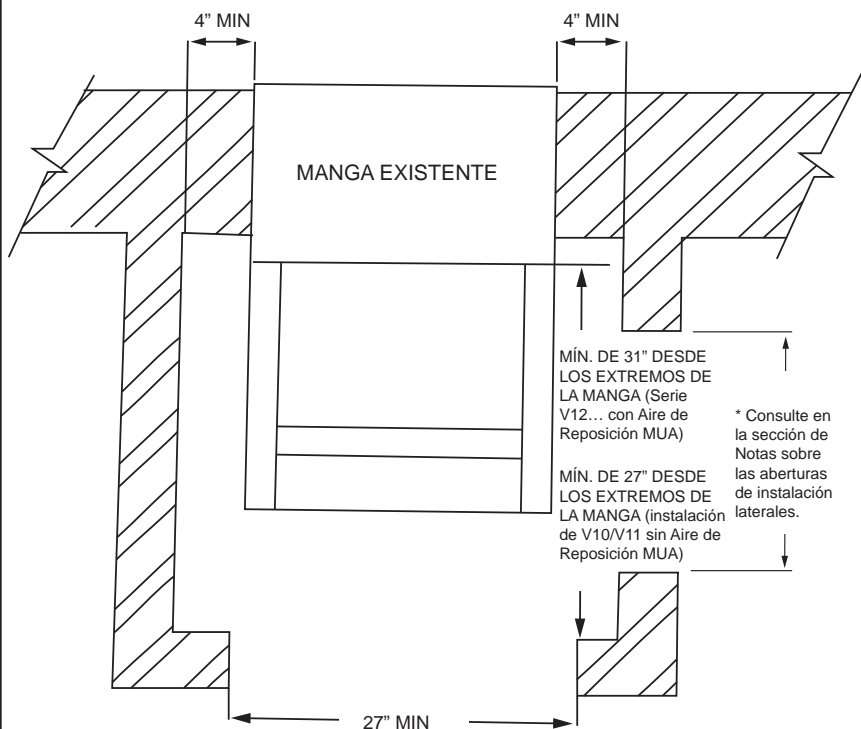 4” MIN
4” MIN
MANGA EXISTENTE
MÍN. DE 31” DESDE
LOS EXTREMOS DE
LA MANGA (Serie
V12… con Aire de
Reposición MUA)
MÍN. DE 27” DESDE
LOS EXTREMOS DE
LA MANGA (instalación
de V10/V11 sin Aire de
Reposición MUA)
* Consulte en
la sección de
Notas sobre
las aberturas
de instalación
laterales.
27” MIN